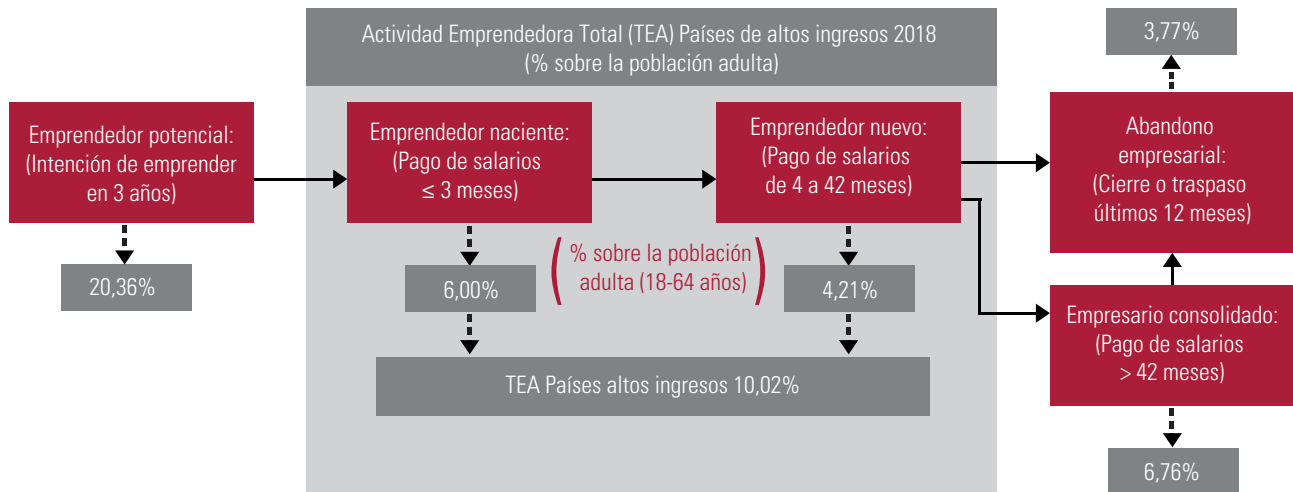 Actividad Emprendedora Total (TEA) Países de altos ingresos 2018
(% sobre la población adulta)
3,77%
Emprendedor potencial:
(Intención de emprender
en 3 años)
Emprendedor naciente:
(Pago de salarios
≤ 3 meses)
Emprendedor nuevo:
(Pago de salarios
de 4 a 42 meses)
Abandono
empresarial:
(Cierre o traspaso
últimos 12 meses)
20,36%
6,00%
(% sobre la población
adulta (18-64 años))
4,21%
Empresario consolidado:
(Pago de salarios
> 42 meses)
TEA Países altos ingresos 10,02%
6,76%